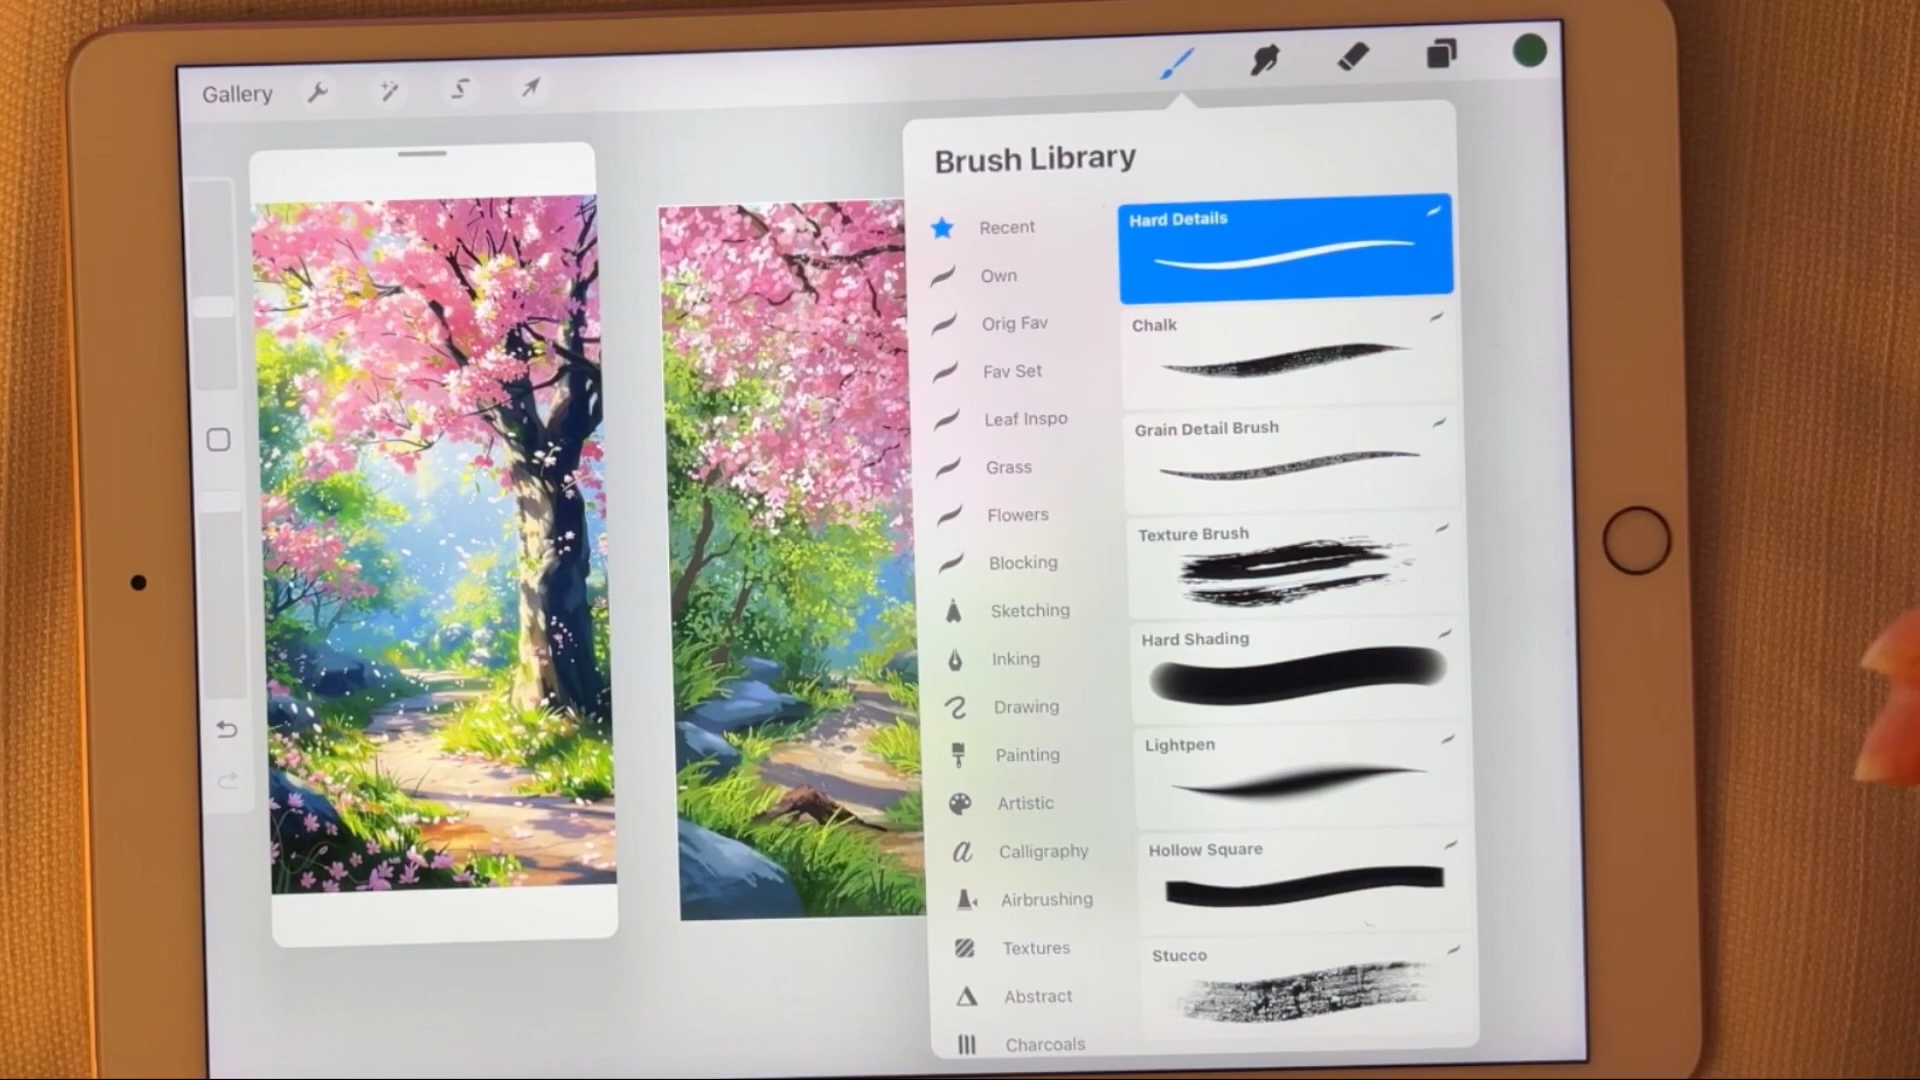 Gallery
Brush Library
Recent
Own
Orig Fav
Fav Set
Leaf Inspo
Grass
Flowers
Blocking
Sketching
Inking
Drawing
Painting
Artistic
Calligraphy
Airbrushing
Textures
Abstract
Charcoals
Hard Details
Chalk
Grain Detail Brush
Texture Brush
Hard Shading
Lightpen
Hollow Square
Stucco